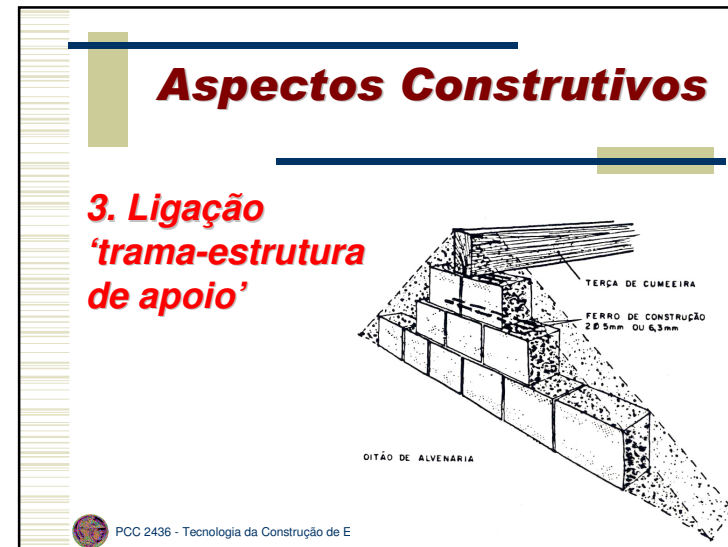 Aspectos Construtivos
3. Ligação
‘trama-estrutura
de apoio’
TERÇA DE CUMEEIRA
FERRO DE CONSTRUÇÃO
2 Ø 5mm OU 6,3mm
OITÃO DE ALVENARIA
PCC 2436 - Tecnologia da Construção de E